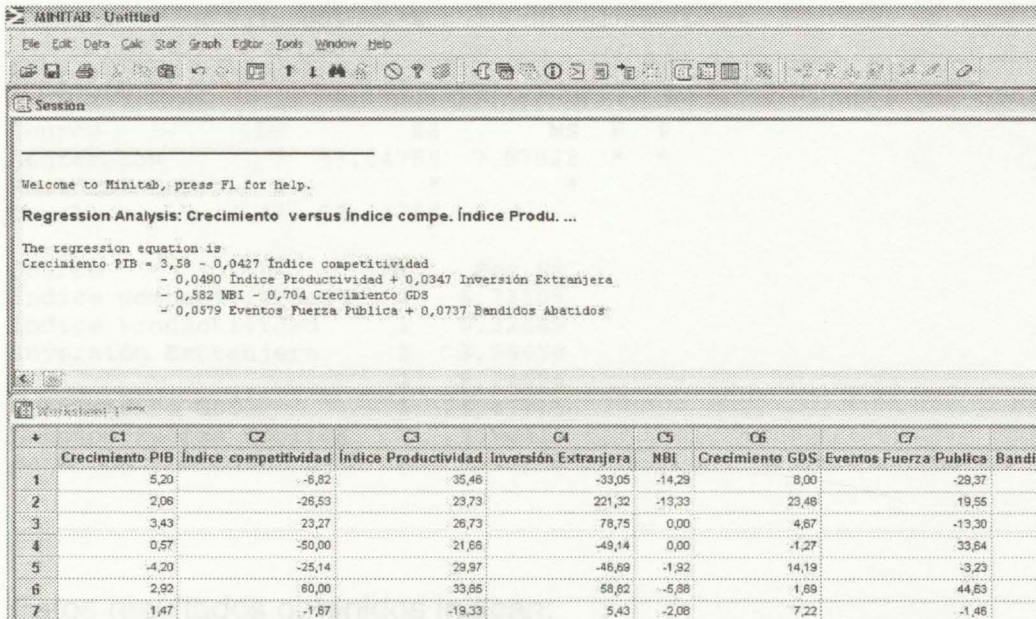 MINITAB - Untitled
File Edit Data Calc Stat Graph Editor Tools Window Help
Session
Welcome to Minitab, press F1 for help.
Regression Analysis: Crecimiento versus Índice compe. Índice Produ. ...
The regression equation is
Crecimiento PIB = 3,58 - 0,0427 Índice competitividad
- 0,0490 Índice Productividad + 0,0347 Inversión Extranjera
- 0,582 NBI - 0,704 Crecimiento GDS
- 0,0579 Eventos Fuerza Publica + 0,0737 Bandidos Abatidos
Worksheet 1 ***
C1 C2 C3 C4 C5 C6 C7
Crecimiento PIB Índice competitividad Índice Productividad Inversión Extranjera NBI Crecimiento GDS Eventos Fuerza Publica Bandi
1 5,20 -6,82 35,46 -33,05 -14,29 8,00 -29,37
2 2,06 -26,53 23,73 221,32 -13,33 23,46 19,55
3 3,43 23,27 26,73 78,75 0,00 4,67 -13,30
4 0,57 -50,00 21,66 -49,14 0,00 -1,27 33,64
5 -4,20 -25,14 29,97 -46,69 -1,92 14,19 -3,23
6 2,92 60,00 33,85 58,82 -5,88 1,69 44,63
7 1,47 -1,67 -19,33 5,43 -2,08 7,22 -1,46